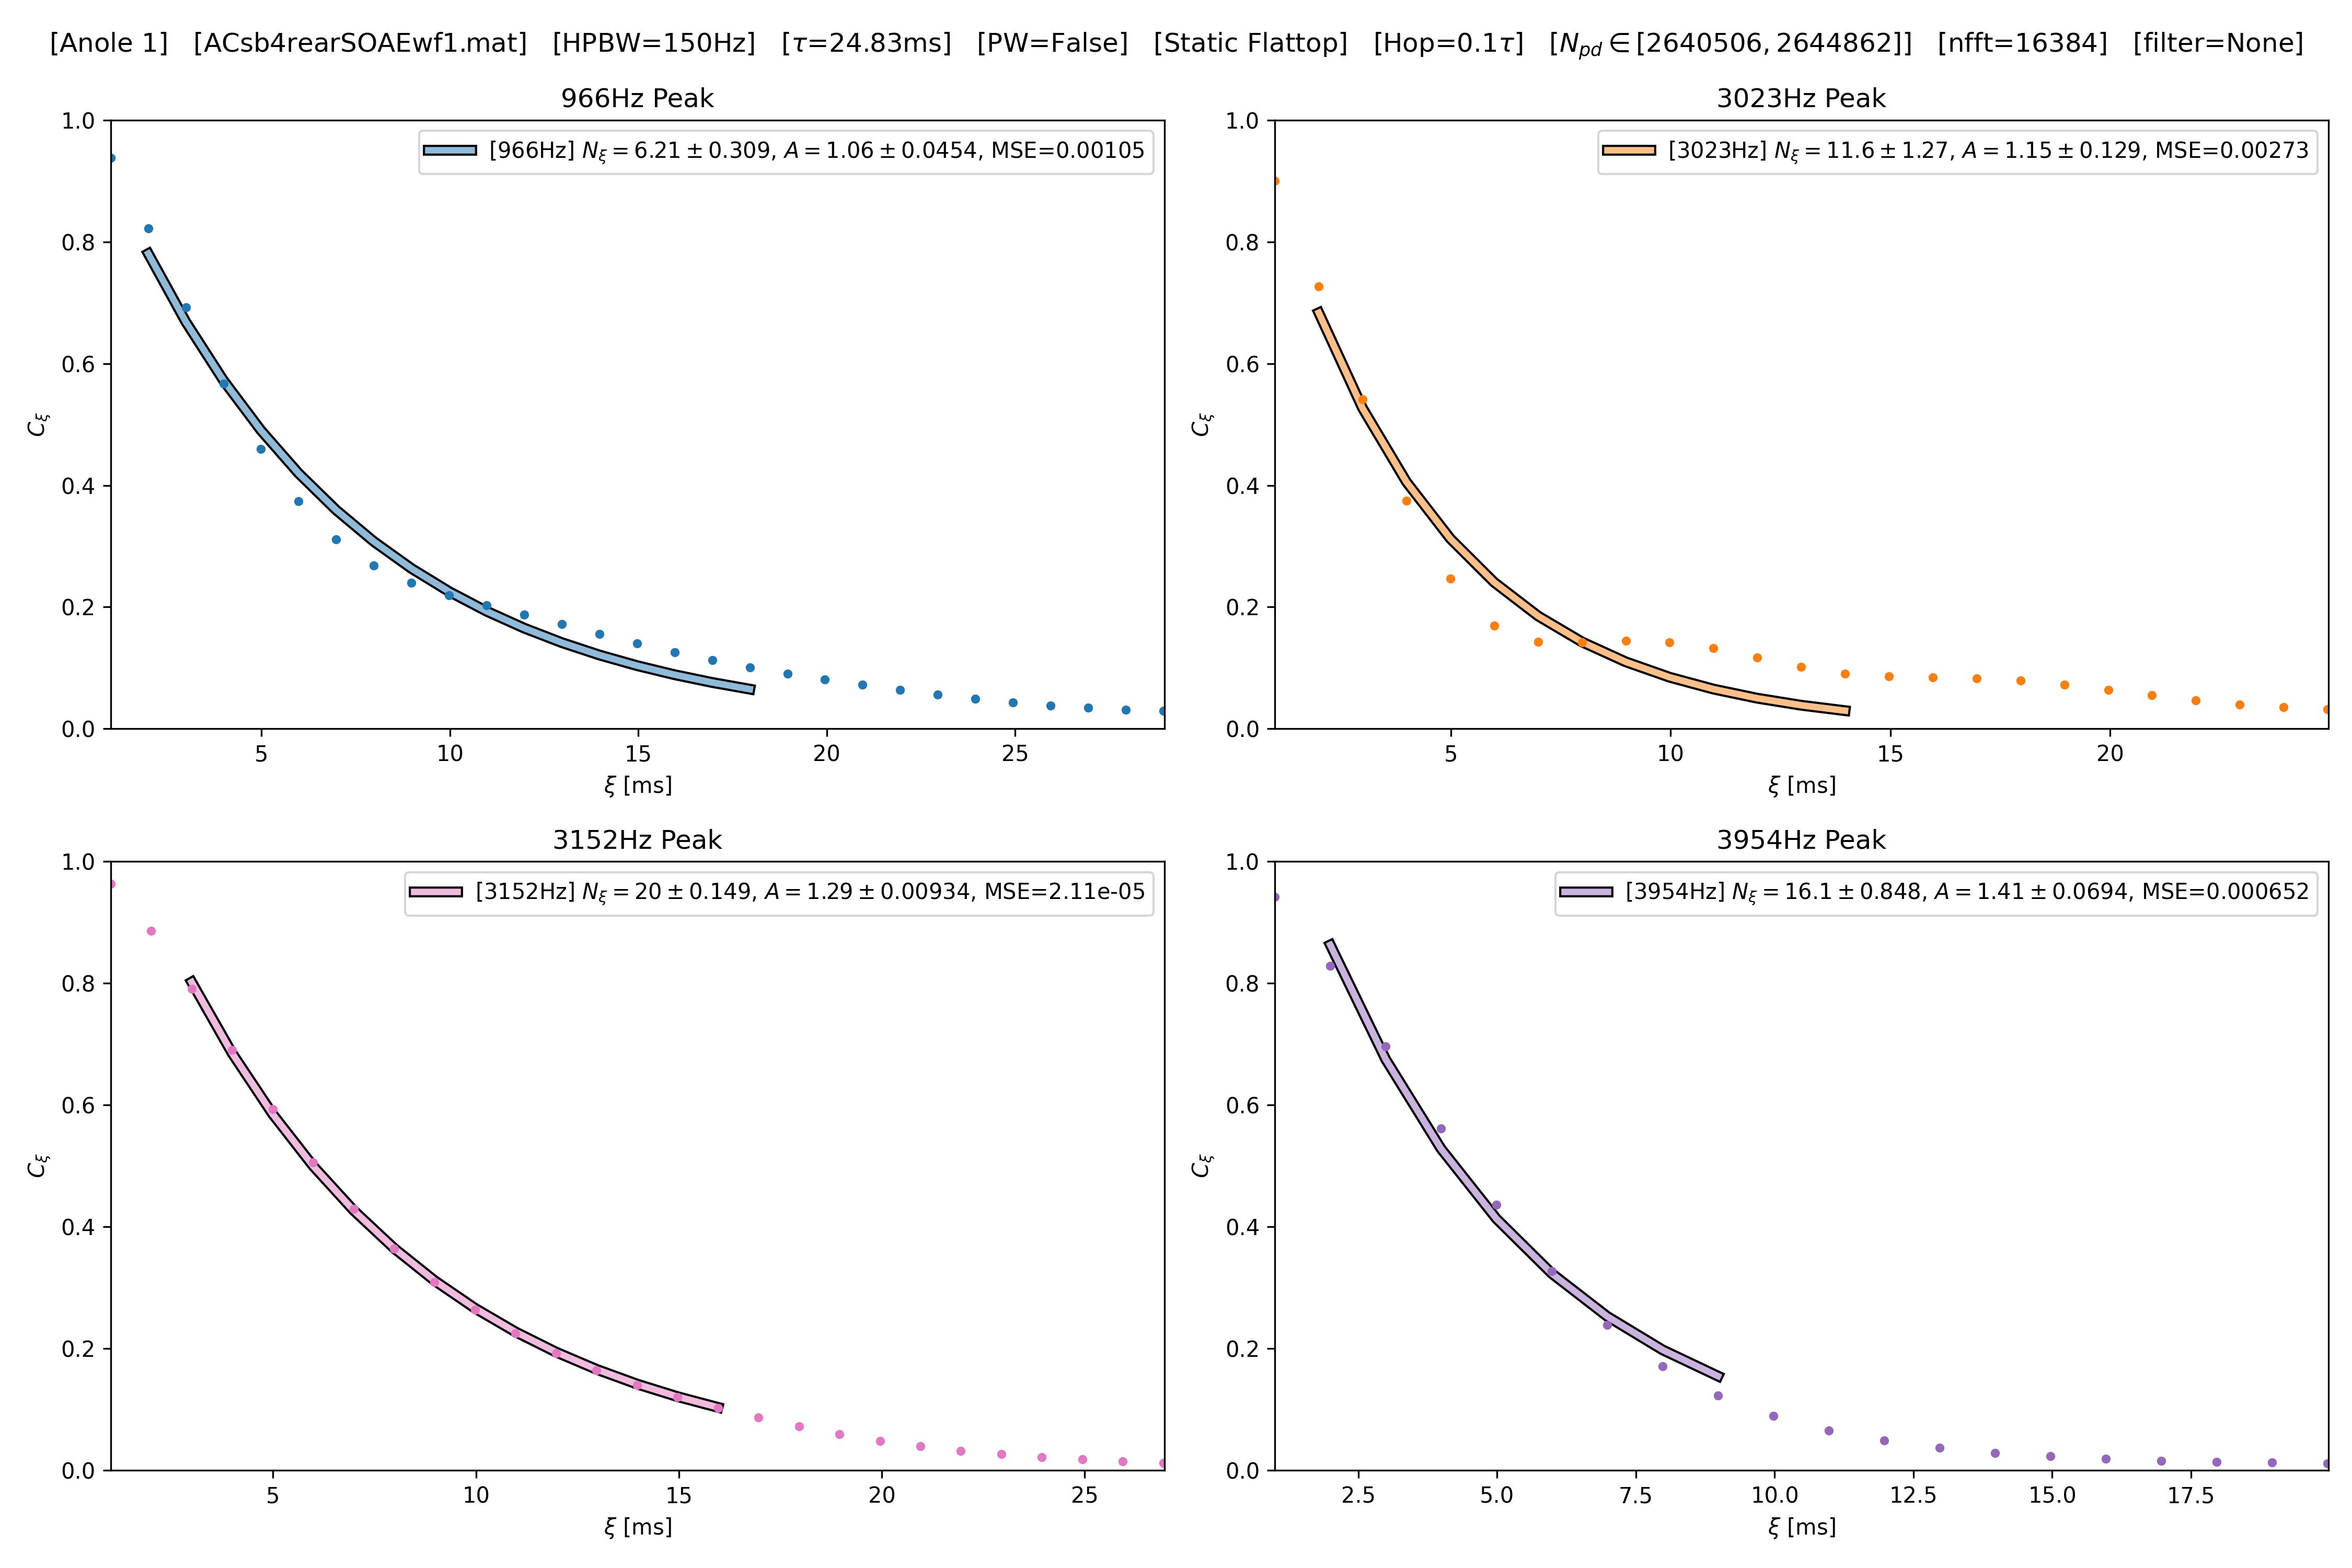 [Anole 1] [ACsb4rearSOAEwf1.mat] [HPBW=150Hz] [τ=24.83ms] [PW=False] [Static Flattop] [Hop=0.1τ] [N_pd ∈ [2640506, 2644862]] [nfft=16384] [filter=None]
966Hz Peak
[966Hz] N_ξ = 6.21 ± 0.309, A = 1.06 ± 0.0454, MSE=0.00105
1.0
0.8
0.6
0.4
0.2
0.0
C_ξ
5 10 15 20 25
ξ [ms]
3023Hz Peak
[3023Hz] N_ξ = 11.6 ± 1.27, A = 1.15 ± 0.129, MSE=0.00273
1.0
0.8
0.6
0.4
0.2
0.0
C_ξ
5 10 15 20
ξ [ms]
3152Hz Peak
[3152Hz] N_ξ = 20 ± 0.149, A = 1.29 ± 0.00934, MSE=2.11e-05
1.0
0.8
0.6
0.4
0.2
0.0
C_ξ
5 10 15 20 25
ξ [ms]
3954Hz Peak
[3954Hz] N_ξ = 16.1 ± 0.848, A = 1.41 ± 0.0694, MSE=0.000652
1.0
0.8
0.6
0.4
0.2
0.0
C_ξ
2.5 5.0 7.5 10.0 12.5 15.0 17.5
ξ [ms]